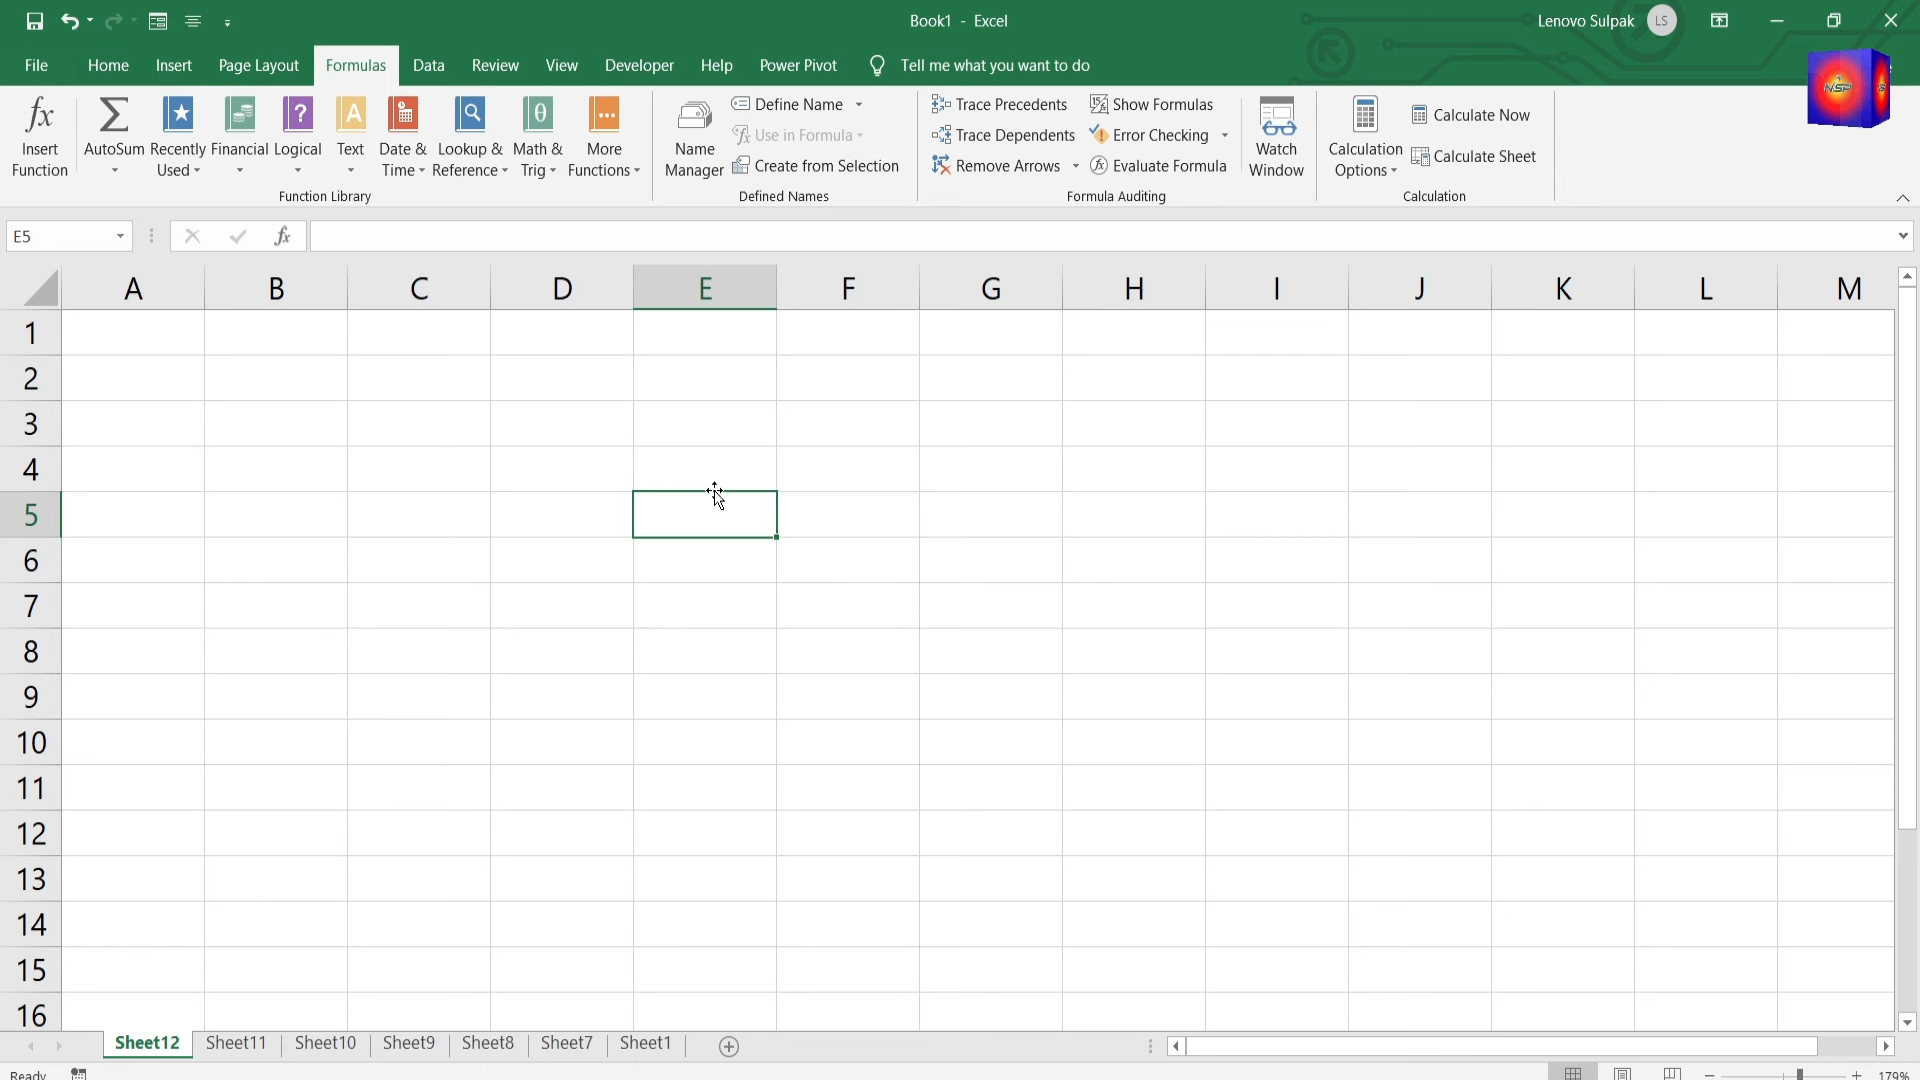 Book1 - Excel
Lenovo Sulpak
LS
File
Home
Insert
Page Layout
Formulas
Data
Review
View
Developer
Help
Power Pivot
Tell me what you want to do
Insert Function
AutoSum
Recently Used
Financial
Logical
Text
Date & Time
Lookup & Reference
Math & Trig
More Functions
Function Library
Name Manager
Define Name
Use in Formula
Create from Selection
Defined Names
Trace Precedents
Trace Dependents
Remove Arrows
Show Formulas
Error Checking
Evaluate Formula
Formula Auditing
Watch Window
Calculation Options
Calculate Now
Calculate Sheet
Calculation
NSP
E5
fx
A B C D E F G H I J K L M
1
2
3
4
5
6
7
8
9
10
11
12
13
14
15
16
Sheet12
Sheet11
Sheet10
Sheet9
Sheet8
Sheet7
Sheet1
Ready
179%